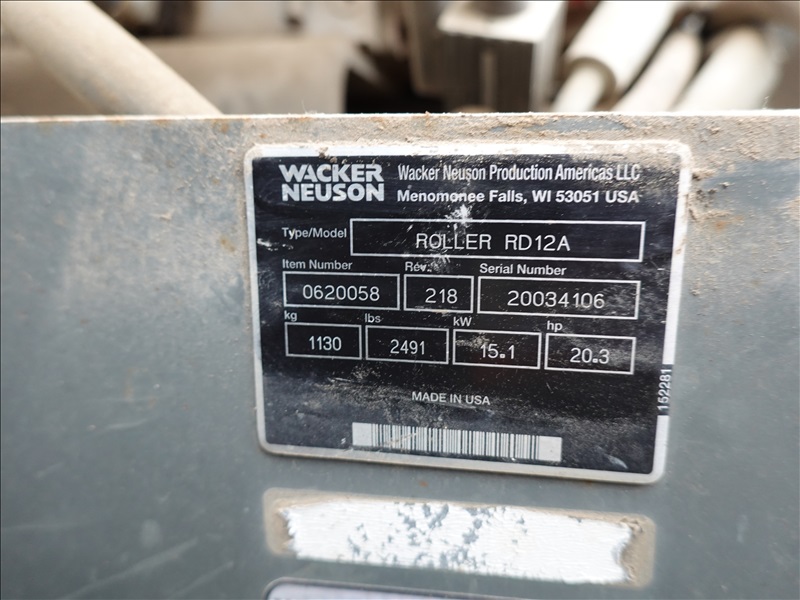 WACKER NEUSON
Wacker Neuson Production Americas LLC
Menomonee Falls, WI 53051 USA
Type/Model ROLLER RD12A
Item Number Rev. Serial Number
0620058 218 20034106
kg lbs kW hp
1130 2491 15.1 20.3
MADE IN USA
152281